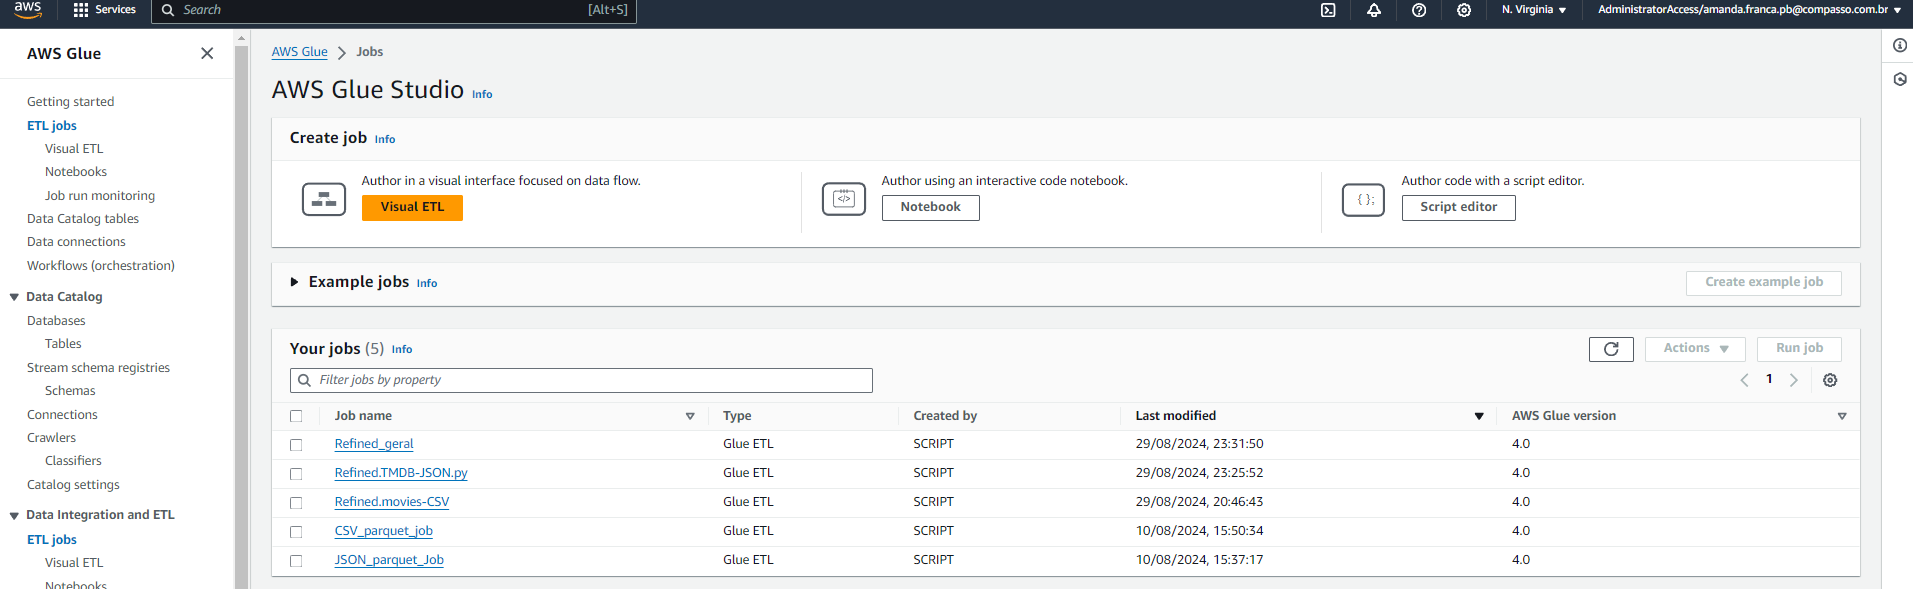 aws
Services
Search
[Alt+S]
N. Virginia
AdministratorAccess/amanda.franca.pb@compasso.com.br
AWS Glue
Getting started
ETL jobs
Visual ETL
Notebooks
Job run monitoring
Data Catalog tables
Data connections
Workflows (orchestration)
Data Catalog
Databases
Tables
Stream schema registries
Schemas
Connections
Crawlers
Classifiers
Catalog settings
Data Integration and ETL
ETL jobs
Visual ETL
Notebooks
AWS Glue > Jobs
AWS Glue Studio Info
Create job Info
Author in a visual interface focused on data flow.
Visual ETL
Author using an interactive code notebook.
Notebook
Author code with a script editor.
Script editor
Example jobs Info
Create example job
Your jobs (5) Info
Actions
Run job
Filter jobs by property
1
Job name Type Created by Last modified AWS Glue version
Refined_geral Glue ETL SCRIPT 29/08/2024, 23:31:50 4.0
Refined.TMDB-JSON.py Glue ETL SCRIPT 29/08/2024, 23:25:52 4.0
Refined.movies-CSV Glue ETL SCRIPT 29/08/2024, 20:46:43 4.0
CSV_parquet_job Glue ETL SCRIPT 10/08/2024, 15:50:34 4.0
JSON_parquet_Job Glue ETL SCRIPT 10/08/2024, 15:37:17 4.0